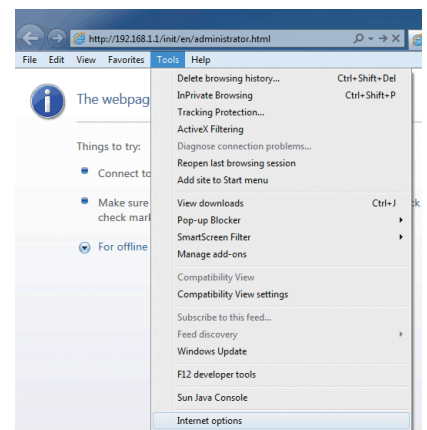 http://192.168.1.1/init/en/administrator.html
File Edit View Favorites Tools Help
Delete browsing history... Ctrl+Shift+Del
InPrivate Browsing Ctrl+Shift+P
Tracking Protection...
ActiveX Filtering
Diagnose connection problems...
Reopen last browsing session
Add site to Start menu
View downloads Ctrl+J
Pop-up Blocker
SmartScreen Filter
Manage add-ons
Compatibility View
Compatibility View settings
Subscribe to this feed...
Feed discovery
Windows Update
F12 developer tools
Sun Java Console
Internet options
The webpag
Things to try:
Connect to
Make sure
check mar
For offline